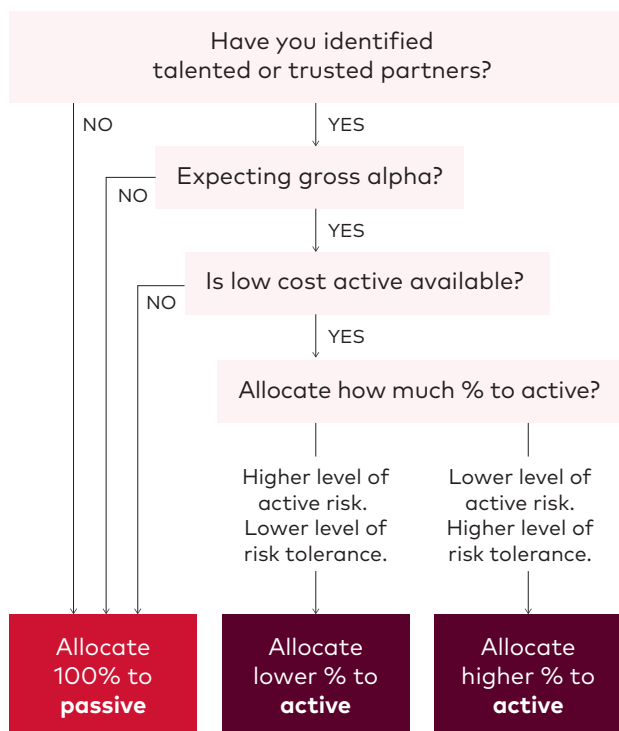 Have you identified
talented or trusted partners?
NO
YES
Expecting gross alpha?
NO
YES
Is low cost active available?
NO
YES
Allocate how much % to active?
Higher level of
active risk.
Lower level of
risk tolerance.
Lower level of
active risk.
Higher level of
risk tolerance.
Allocate
100% to
passive
Allocate
lower % to
active
Allocate
higher % to
active